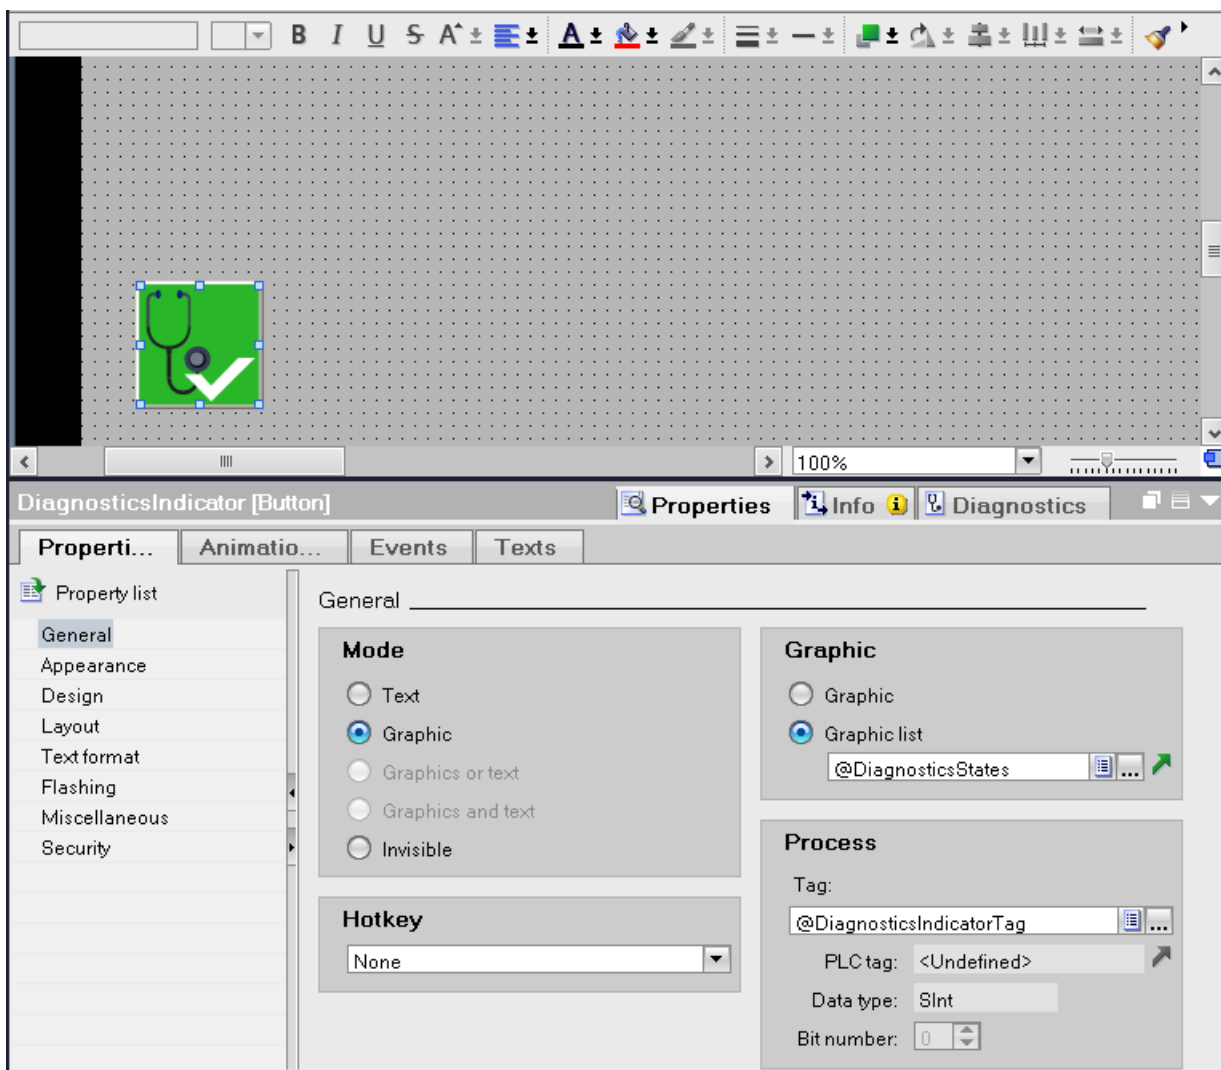 B I U S A A
100%
DiagnosticsIndicator [Button]
Properties Info Diagnostics
Properti... Animatio... Events Texts
Property list
General
Appearance
Design
Layout
Text format
Flashing
Miscellaneous
Security
General
Mode
Text
Graphic
Graphics or text
Graphics and text
Invisible
Hotkey
None
Graphic
Graphic
Graphic list
@DiagnosticsStates
...
Process
Tag:
@DiagnosticsIndicatorTag
...
PLC tag: <Undefined>
Data type: SInt
Bit number: 0